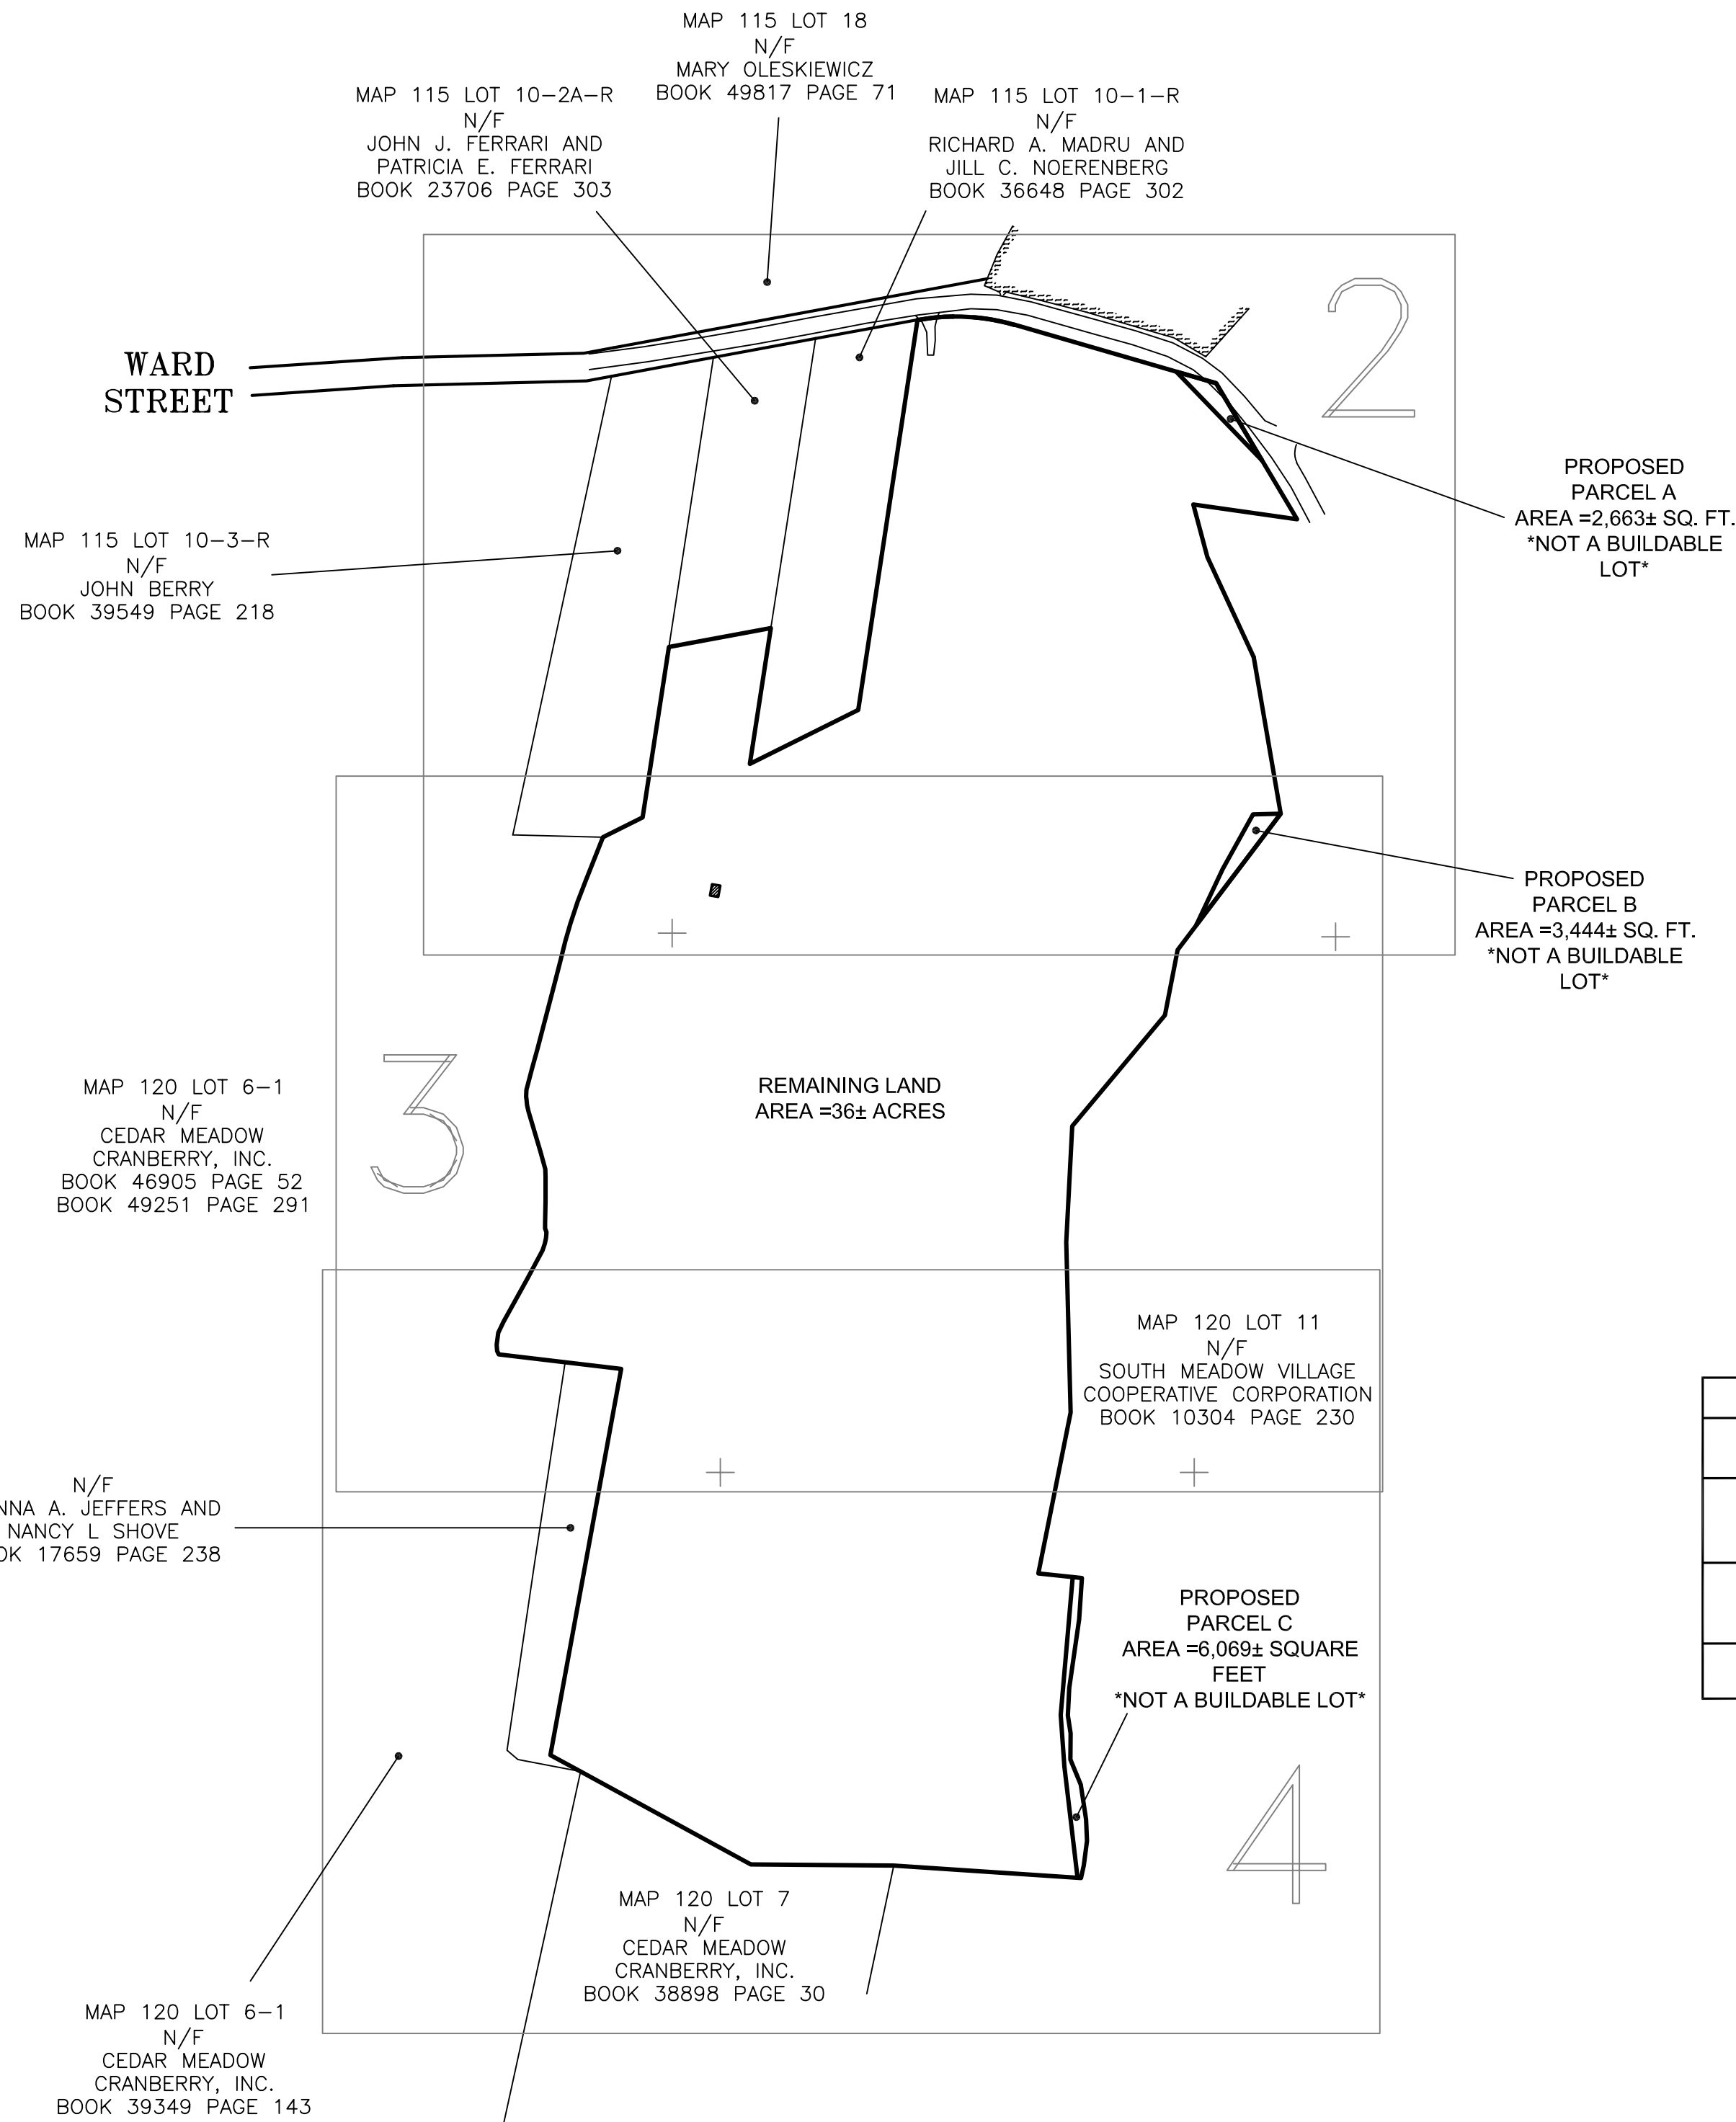 MAP 115 LOT 18
N/F
MARY OLESKIEWICZ
BOOK 49817 PAGE 71
MAP 115 LOT 10-2A-R
N/F
JOHN J. FERRARI AND
PATRICIA E. FERRARI
BOOK 23706 PAGE 303
MAP 115 LOT 10-1-R
N/F
RICHARD A. MADRU AND
JILL C. NOERENBERG
BOOK 36648 PAGE 302
2
WARD
STREET
PROPOSED
PARCEL A
AREA =2,663± SQ. FT.
*NOT A BUILDABLE
LOT*
MAP 115 LOT 10-3-R
N/F
JOHN BERRY
BOOK 39549 PAGE 218
PROPOSED
PARCEL B
AREA =3,444± SQ. FT.
*NOT A BUILDABLE
LOT*
3
REMAINING LAND
AREA =36± ACRES
MAP 120 LOT 6-1
N/F
CEDAR MEADOW
CRANBERRY, INC.
BOOK 46905 PAGE 52
BOOK 49251 PAGE 291
MAP 120 LOT 11
N/F
SOUTH MEADOW VILLAGE
COOPERATIVE CORPORATION
BOOK 10304 PAGE 230
N/F
A. JEFFERS AND
NANCY L SHOVE
17659 PAGE 238
PROPOSED
PARCEL C
AREA =6,069± SQUARE
FEET
*NOT A BUILDABLE LOT*
4
MAP 120 LOT 7
N/F
CEDAR MEADOW
CRANBERRY, INC.
BOOK 38898 PAGE 30
MAP 120 LOT 6-1
N/F
CEDAR MEADOW
CRANBERRY, INC.
BOOK 39349 PAGE 143